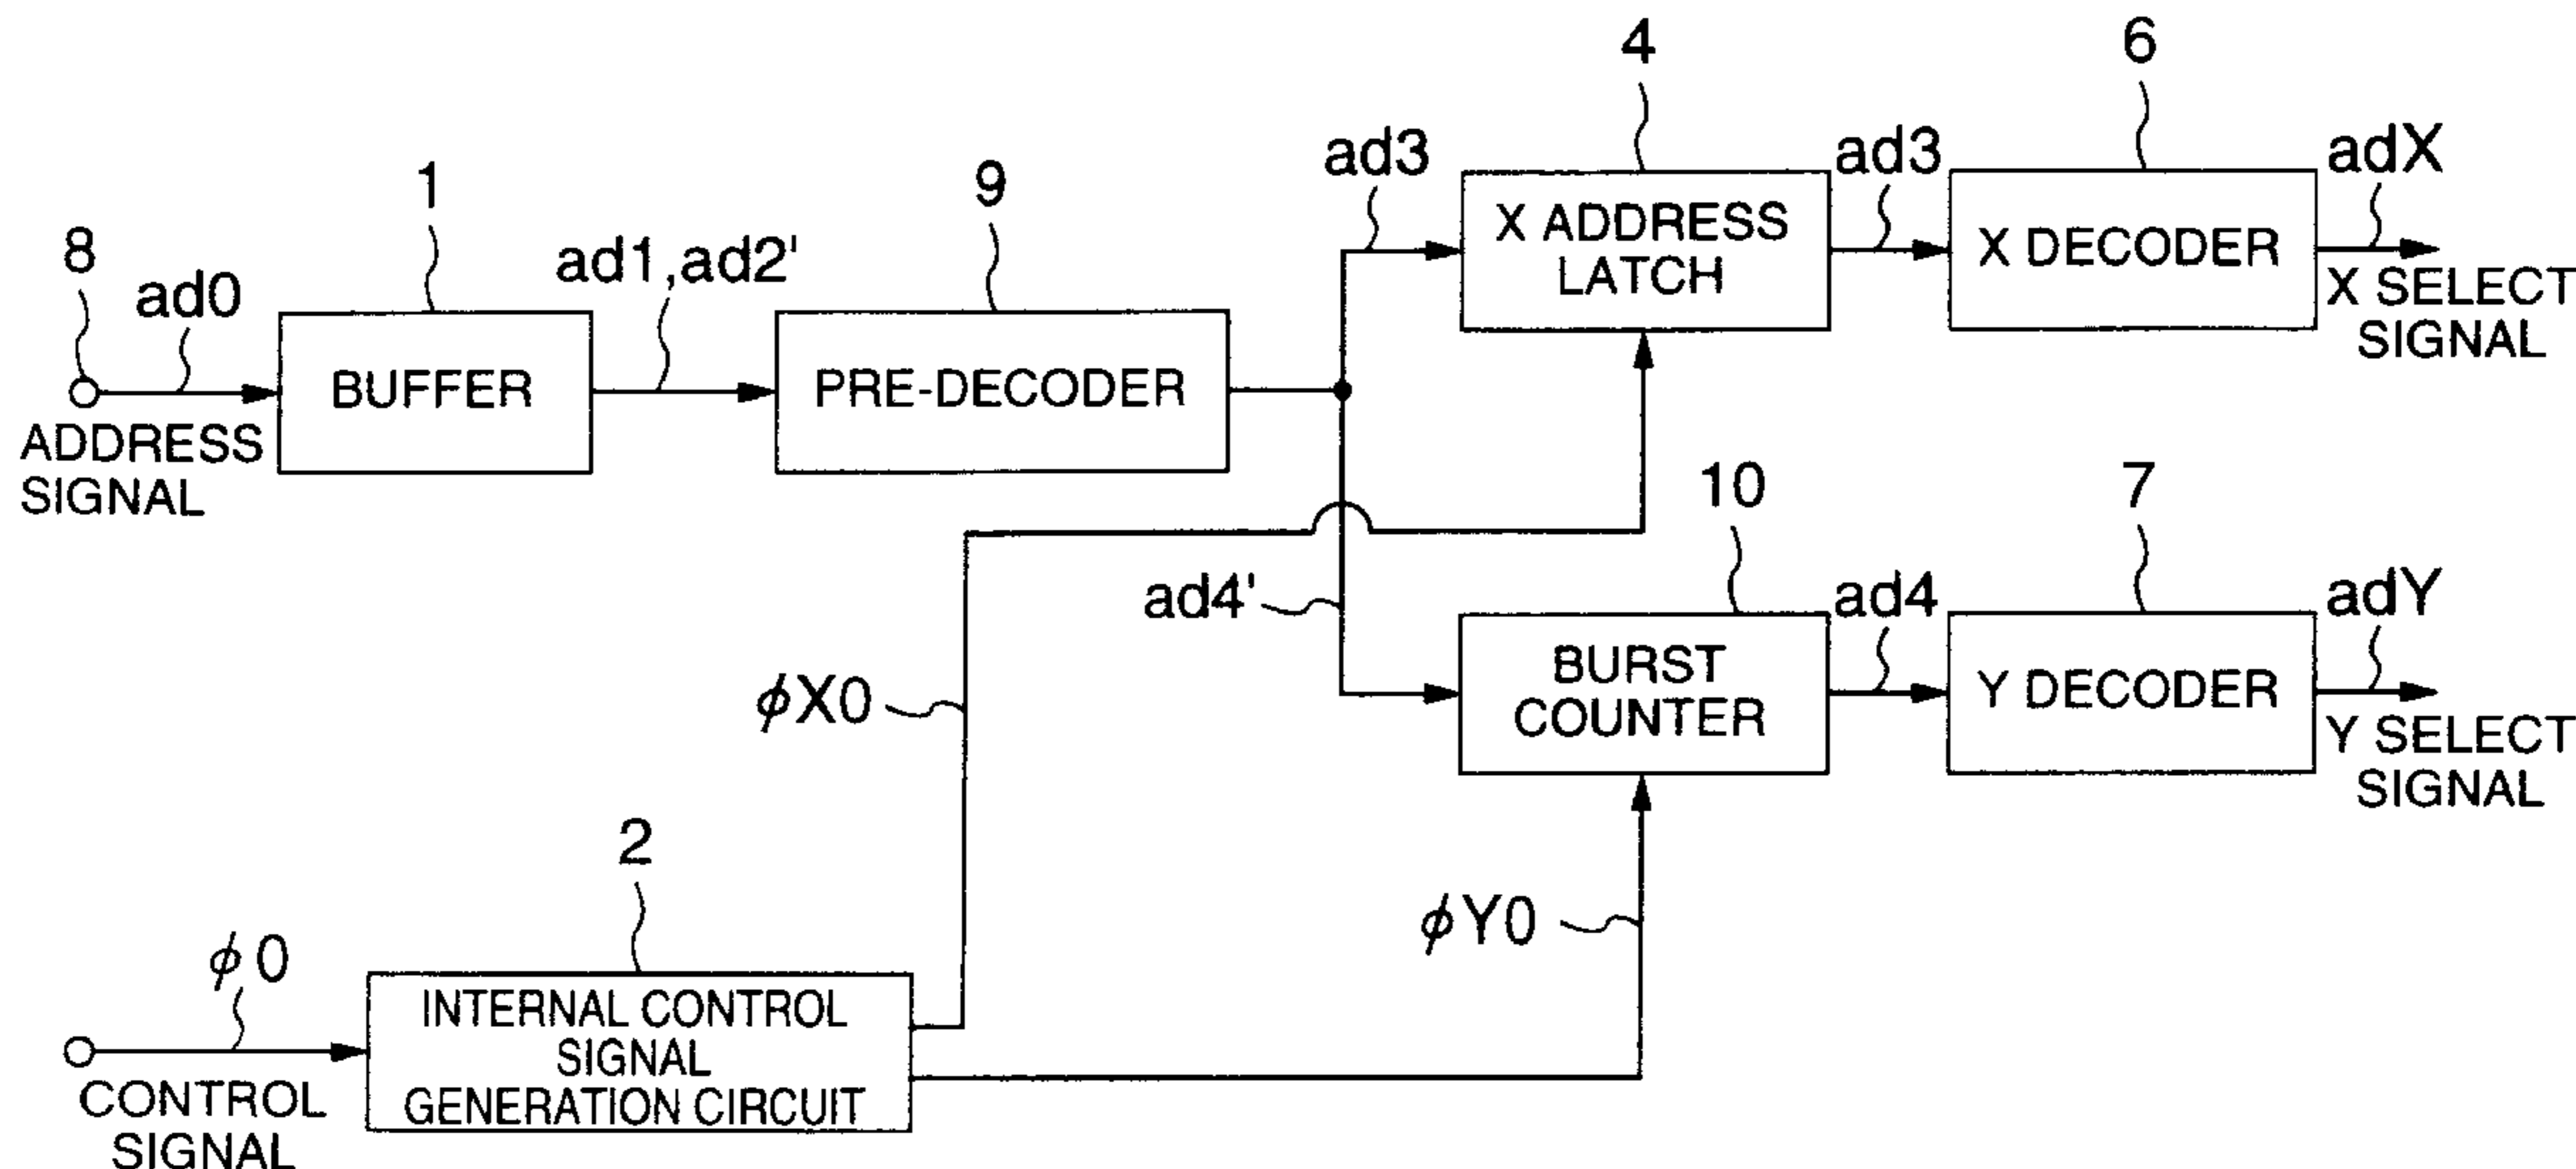 4
6
ad3
ad3
adX
1
9
X ADDRESS
LATCH
X DECODER
8
ad0
ad1,ad2'
X SELECT
SIGNAL
BUFFER
PRE-DECODER
ADDRESS
SIGNAL
10
7
ad4'
ad4
adY
BURST
COUNTER
Y DECODER
ϕX0
Y SELECT
SIGNAL
2
ϕY0
ϕ0
INTERNAL CONTROL
SIGNAL
GENERATION CIRCUIT
CONTROL
SIGNAL